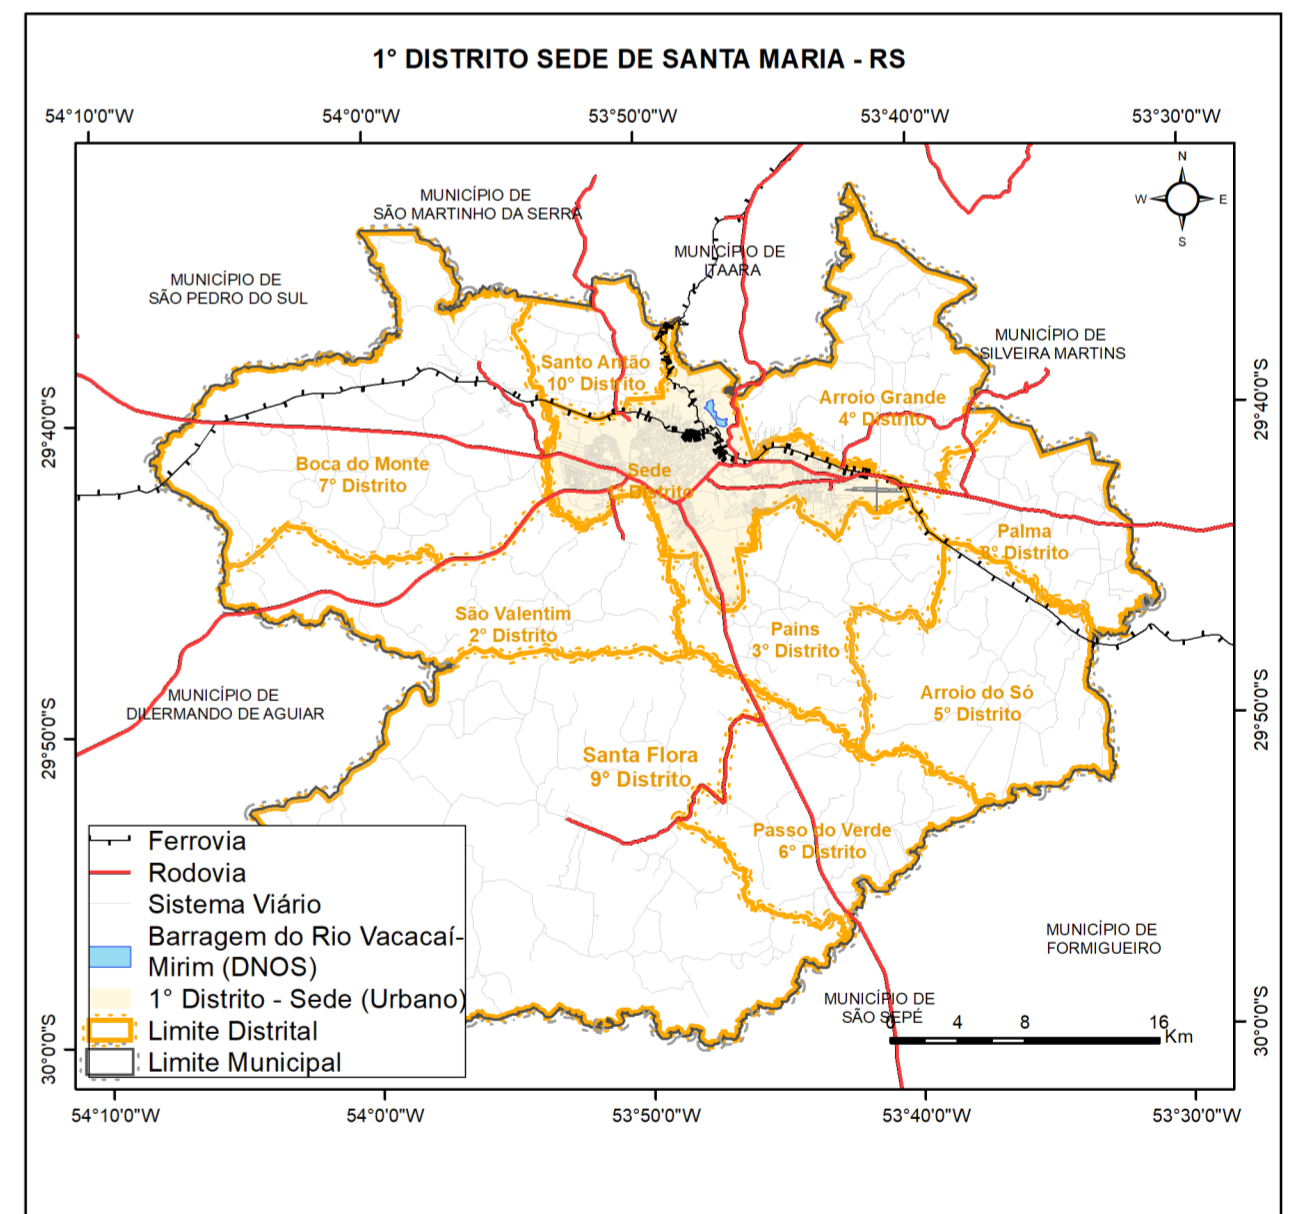 1° DISTRITO SEDE DE SANTA MARIA - RS
54°10'0"W
54°0'0"W
53°50'0"W
53°40'0"W
53°30'0"W
N
W
E
S
MUNICÍPIO DE
SÃO MARTINHO DA SERRA
MUNICÍPIO DE
ITAARA
MUNICÍPIO DE
SÃO PEDRO DO SUL
MUNICÍPIO DE
SILVEIRA MARTINS
Santo Antão
10° Distrito
Arroio Grande
4° Distrito
29°40'0"S
29°40'0"S
Boca do Monte
7° Distrito
Sede
Distrito
Palma
8° Distrito
São Valentim
2° Distrito
Pains
3° Distrito
MUNICÍPIO DE
DILERMANDO DE AGUIAR
Arroio do Só
5° Distrito
29°50'0"S
29°50'0"S
Santa Flora
9° Distrito
Passo do Verde
6° Distrito
MUNICÍPIO DE
FORMIGUEIRO
MUNICÍPIO DE
SÃO SEPÉ
0
4
8
16
Km
Ferrovia
Rodovia
Sistema Viário
Barragem do Rio Vacacaí-
Mirim (DNOS)
1° Distrito - Sede (Urbano)
Limite Distrital
Limite Municipal
30°0'0"S
30°0'0"S
54°10'0"W
54°0'0"W
53°50'0"W
53°40'0"W
53°30'0"W